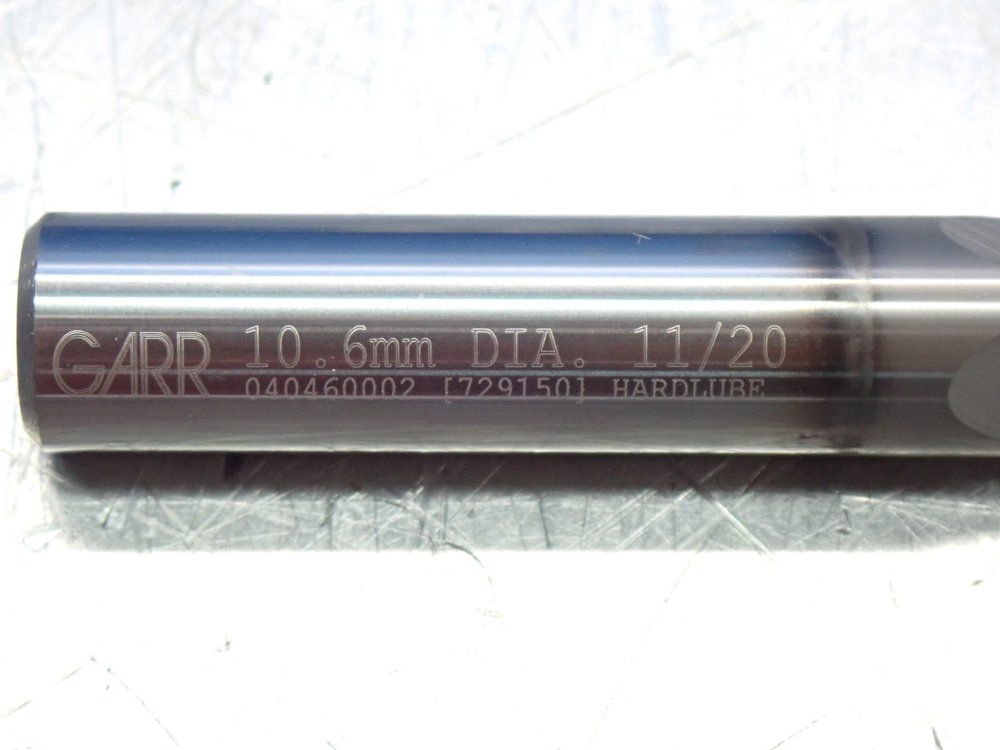 GARR
10.6mm DIA. 11/20
040460002 [729150] HARDLUBE